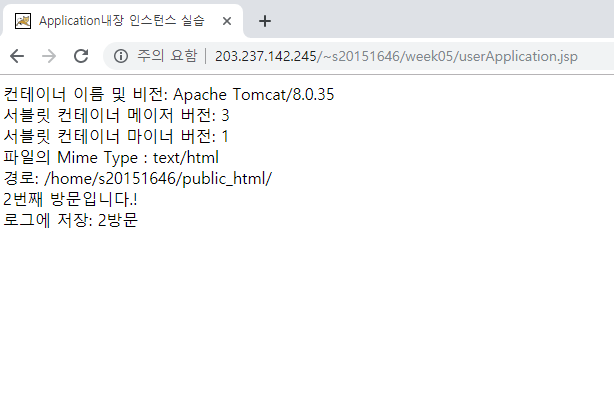 Application내장 인스턴스 실습
주의 요함 203.237.142.245/~s20151646/week05/userApplication.jsp
컨테이너 이름 및 비전: Apache Tomcat/8.0.35
서블릿 컨테이너 메이저 버전: 3
서블릿 컨테이너 마이너 버전: 1
파일의 Mime Type : text/html
경로: /home/s20151646/public_html/
2번째 방문입니다.!
로그에 저장: 2방문